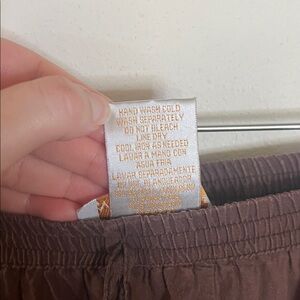 HAND WASH COLD
WASH SEPARATELY
DO NOT BLEACH
LINE DRY
COOL IRON AS NEEDED
LAVAR A MANO CON
AGUA FRIA
LAVAR SEPARADAMENTE